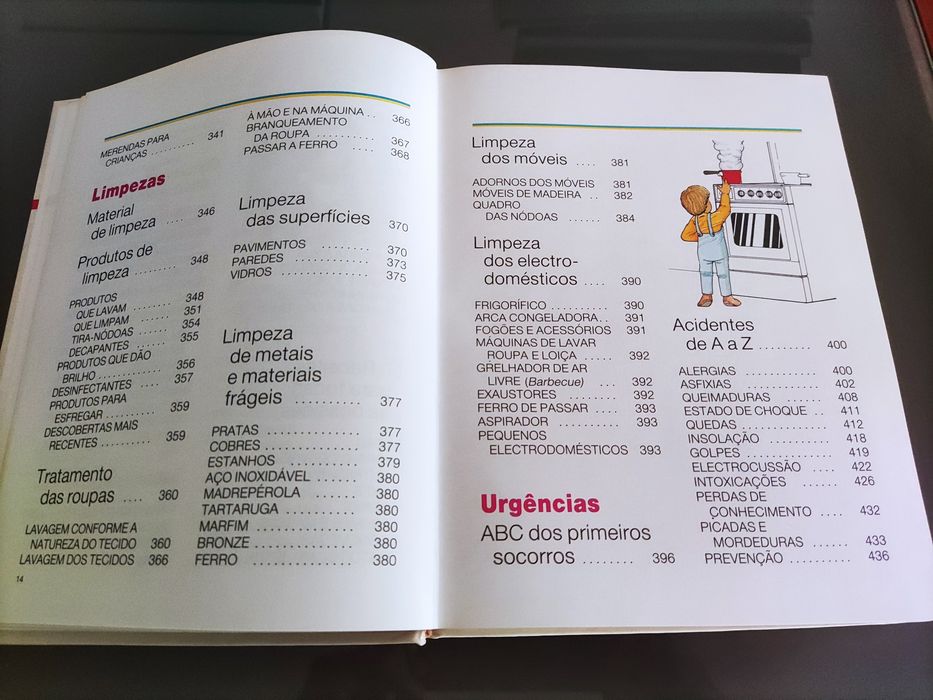 MERENDAS PARA
CRIANÇAS .......... 341
Limpezas
Material
de limpeza .... 346
Produtos de
limpeza ......... 348
PRODUTOS
QUE LAVAM ........ 348
QUE LIMPAM ...... 351
TIRA-NÓDOAS ...... 354
DECAPANTES ....... 355
PRODUTOS QUE DÃO
BRILHO ............. 356
DESINFECTANTES .... 357
PRODUTOS PARA
ESFREGAR .......... 359
DESCOBERTAS MAIS
RECENTES ......... 359
Tratamento
das roupas .... 360
LAVAGEM CONFORME A
NATUREZA DO TECIDO 360
LAVAGEM DOS TECIDOS 366
14
À MÃO E NA MÁQUINA .. 366
BRANQUEAMENTO
DA ROUPA .......... 367
PASSAR A FERRO .... 368
Limpeza
das superfícies 370
PAVIMENTOS ........ 370
PAREDES ............ 373
VIDROS ............. 375
Limpeza
de metais
e materiais
frágeis .......... 377
PRATAS ............. 377
COBRES ............. 377
ESTANHOS .......... 379
AÇO INOXIDÁVEL ..... 380
MADREPÉROLA ...... 380
TARTARUGA ......... 380
MARFIM ............. 380
BRONZE ............. 380
FERRO .............. 380
Limpeza
dos móveis .... 381
ADORNOS DOS MÓVEIS 381
MÓVEIS DE MADEIRA .. 382
QUADRO
DAS NÓDOAS ...... 384
Limpeza
dos electro-
domésticos .... 390
FRIGORÍFICO ......... 390
ARCA CONGELADORA .. 391
FOGÕES E ACESSÓRIOS 391
MÁQUINAS DE LAVAR
ROUPA E LOIÇA .... 392
GRELHADOR DE AR
LIVRE (Barbecue) ... 392
EXAUSTORES ......... 392
FERRO DE PASSAR .... 393
ASPIRADOR .......... 393
PEQUENOS
ELECTRODOMÉSTICOS 393
Urgências
ABC dos primeiros
socorros ........ 396
Acidentes
de A a Z .......... 400
ALERGIAS ............ 400
ASFIXIAS ............ 402
QUEIMADURAS ....... 408
ESTADO DE CHOQUE .. 411
QUEDAS ............. 412
INSOLAÇÃO ......... 418
GOLPES ............. 419
ELECTROCUSSÃO .... 422
INTOXICAÇÕES ...... 426
PERDAS DE
CONHECIMENTO .... 432
PICADAS E
MORDEDURAS ...... 433
PREVENÇÃO ......... 436